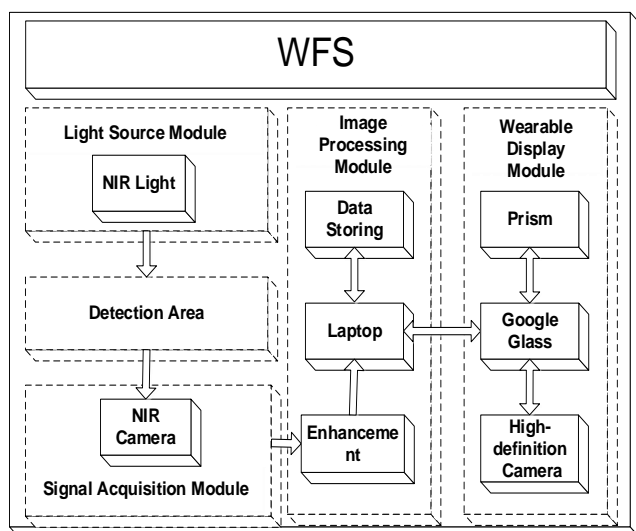 WFS
Light Source Module
NIR Light
Detection Area
NIR
Camera
Signal Acquisition Module
Image
Processing
Module
Data
Storing
Laptop
Enhanceme
nt
Wearable
Display
Module
Prism
Google
Glass
High-
definition
Camera